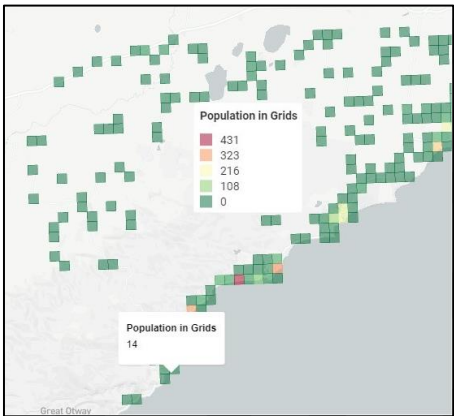 Population in Grids
431
323
216
108
0
Population in Grids
14
Great Otway